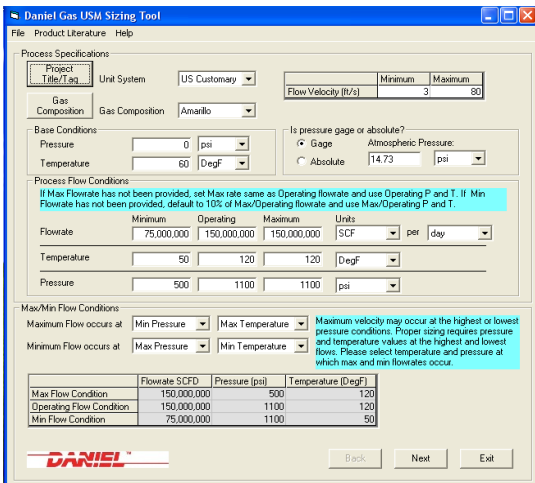 Daniel Gas USM Sizing Tool
File Product Literature Help
Process Specifications
Project
Title/Tag
Unit System
US Customary
Minimum Maximum
Flow Velocity (ft/s) 3 80
Gas
Composition
Gas Composition
Amarillo
Base Conditions
Pressure 0 psi
Temperature 60 DegF
Is pressure gage or absolute?
Gage Atmospheric Pressure:
Absolute 14.73 psi
Process Flow Conditions
If Max Flowrate has not been provided, set Max rate same as Operating flowrate and use Operating P and T. If Min
Flowrate has not been provided, default to 10% of Max/Operating flowrate and use Max/Operating P and T.
Minimum Operating Maximum Units
Flowrate 75,000,000 150,000,000 150,000,000 SCF per day
Temperature 50 120 120 DegF
Pressure 500 1100 1100 psi
Max/Min Flow Conditions
Maximum Flow occurs at Min Pressure Max Temperature
Minimum Flow occurs at Max Pressure Min Temperature
Maximum velocity may occur at the highest or lowest
pressure conditions. Proper sizing requires pressure
and temperature values at the highest and lowest
flows. Please select temperature and pressure at
which max and min flowrates occur.
Flowrate SCFD Pressure (psi) Temperature (DegF)
Max Flow Condition 150,000,000 500 120
Operating Flow Condition 150,000,000 1100 120
Min Flow Condition 75,000,000 1100 50
DANIEL™
Back Next Exit